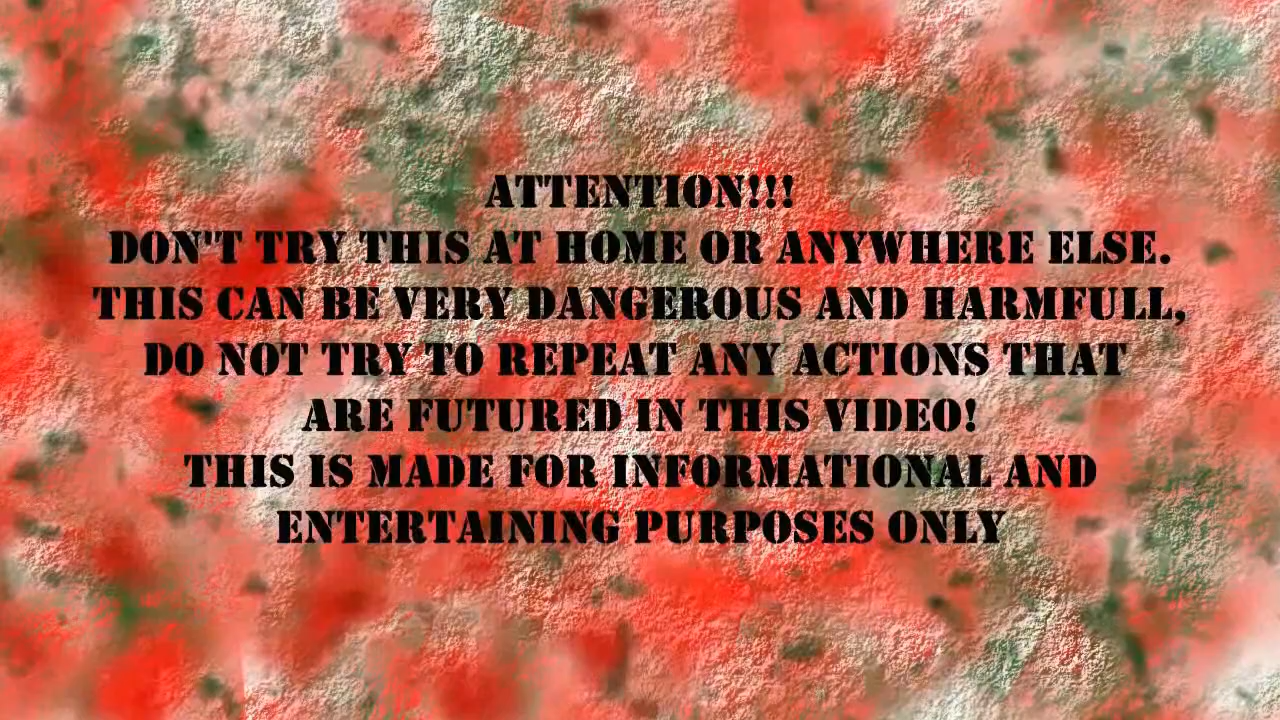 ATTENTION!!!
DON'T TRY THIS AT HOME OR ANYWHERE ELSE.
THIS CAN BE VERY DANGEROUS AND HARMFULL,
DO NOT TRY TO REPEAT ANY ACTIONS THAT
ARE FUTURED IN THIS VIDEO!
THIS IS MADE FOR INFORMATIONAL AND
ENTERTAINING PURPOSES ONLY